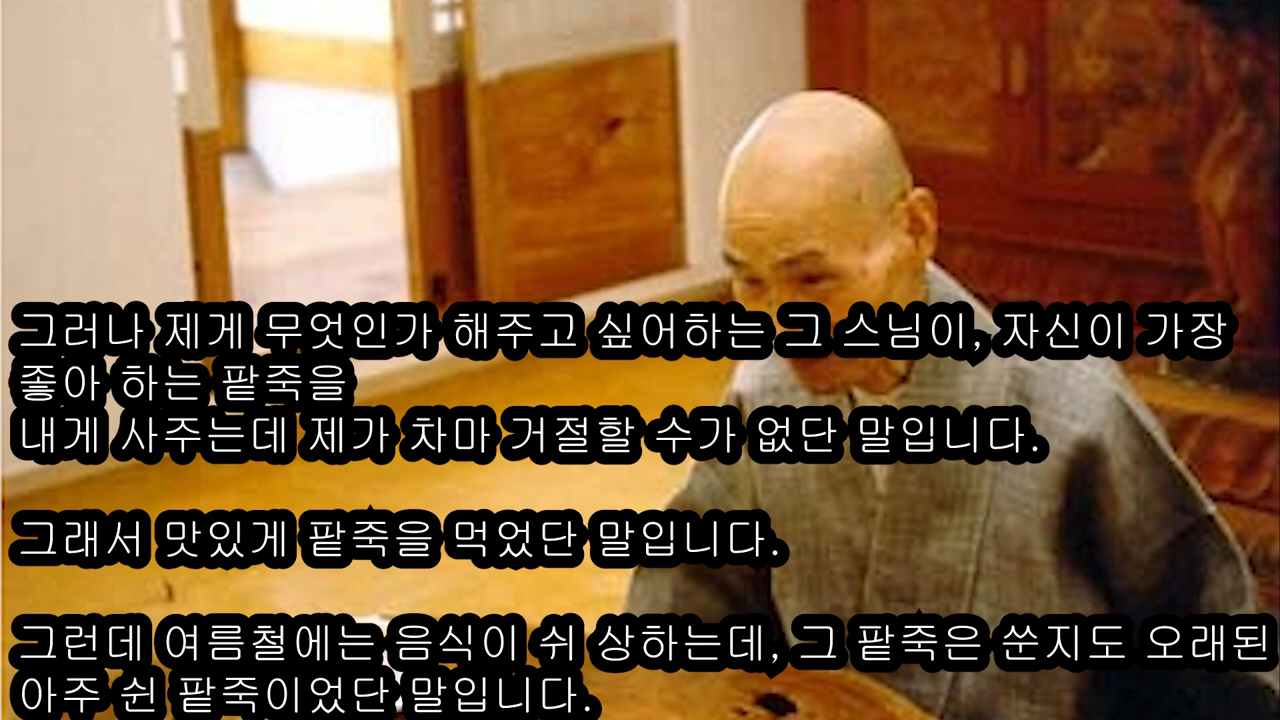 그러나 제게 무엇인가 해주고 싶어하는 그 스님이, 자신이 가장
좋아 하는 팥죽을
내게 사주는데 제가 차마 거절할 수가 없단 말입니다.
그래서 맛있게 팥죽을 먹었단 말입니다.
그런데 여름철에는 음식이 쉬 상하는데, 그 팥죽은 쑨지도 오래된
아주 쉰 팥죽이었단 말입니다.